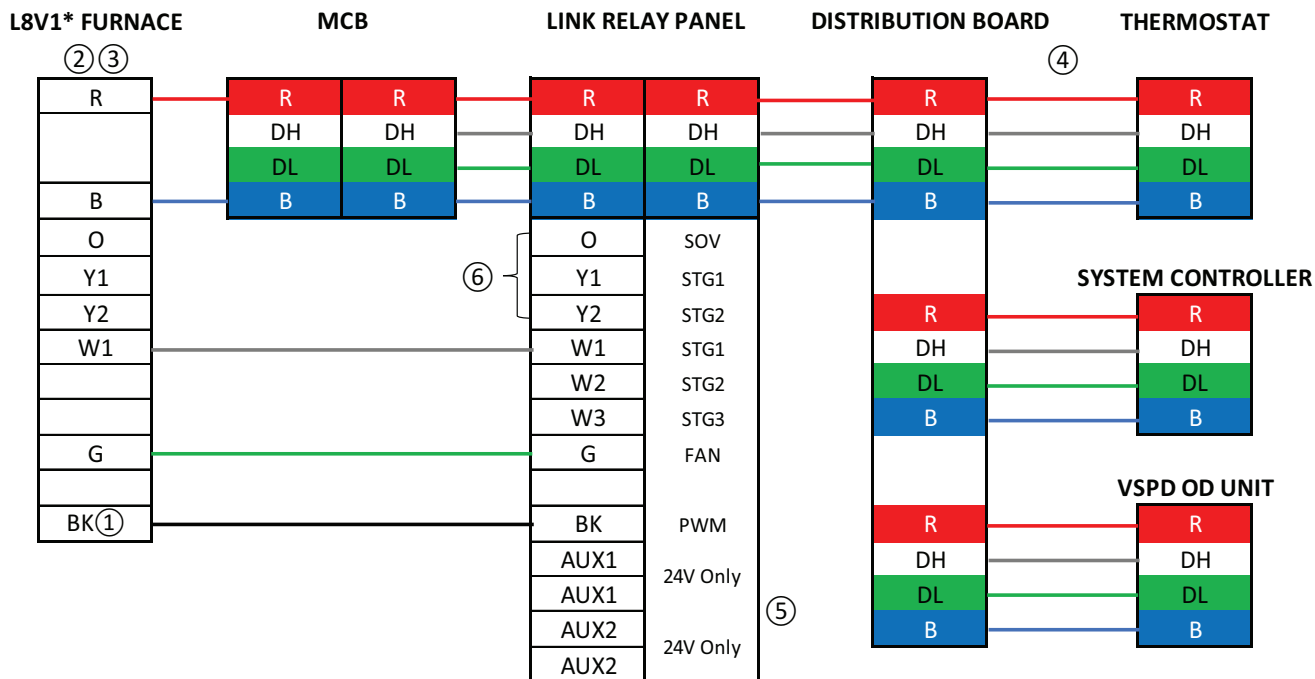 L8V1* FURNACE MCB LINK RELAY PANEL DISTRIBUTION BOARD THERMOSTAT
② ③ ④
R R R R R R R
DH DH DH DH DH DH
DL DL DL DL DL DL
B B B B B B B
O O SOV
⑥ Y1 Y1 STG1 SYSTEM CONTROLLER
Y2 Y2 STG2 R R
W1 W1 STG1 DH DH
W2 STG2 DL DL
W3 STG3 B B
G G FAN
VSPD OD UNIT
BK① BK PWM R R
AUX1 24V Only DH DH
AUX1 ⑤ DL DL
AUX2 24V Only B B
AUX2